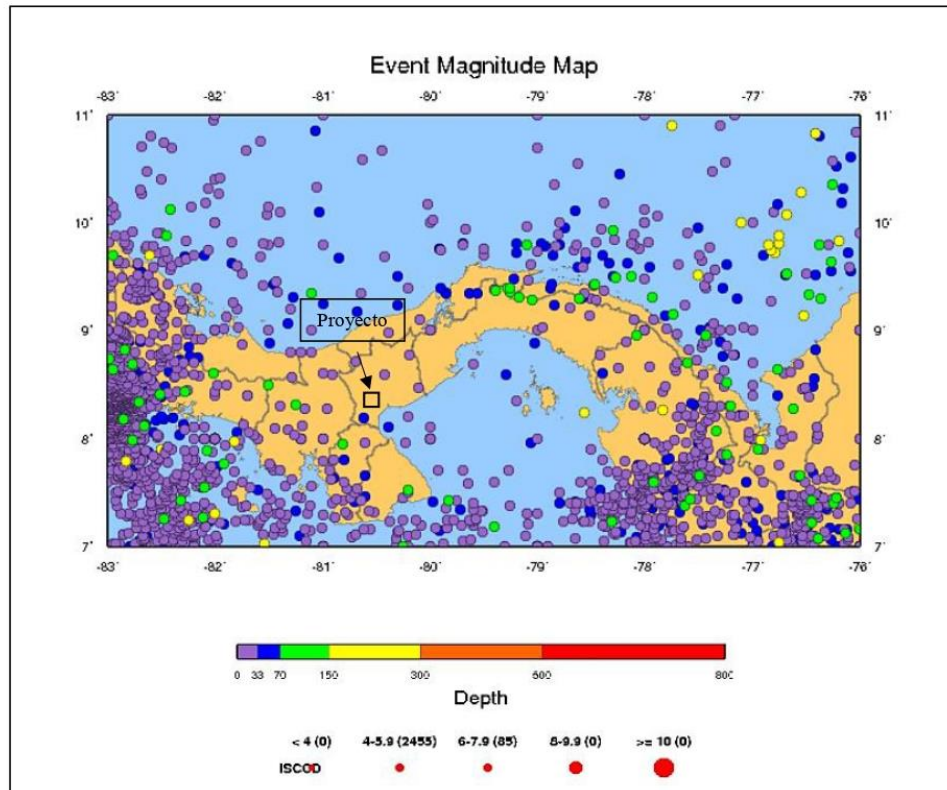 Event Magnitude Map
-83˚ -82˚ -81˚ -80˚ -79˚ -78˚ -77˚ -76˚
11˚ 11˚
10˚ 10˚
9˚ Proyecto 9˚
8˚ 8˚
7˚ 7˚
-83˚ -82˚ -81˚ -80˚ -79˚ -78˚ -77˚ -76˚
0 33 70 150 300 500 800
Depth
< 4 (0) 4-5.9 (2455) 6-7.9 (85) 8-9.9 (0) >= 10 (0)
ISCCD